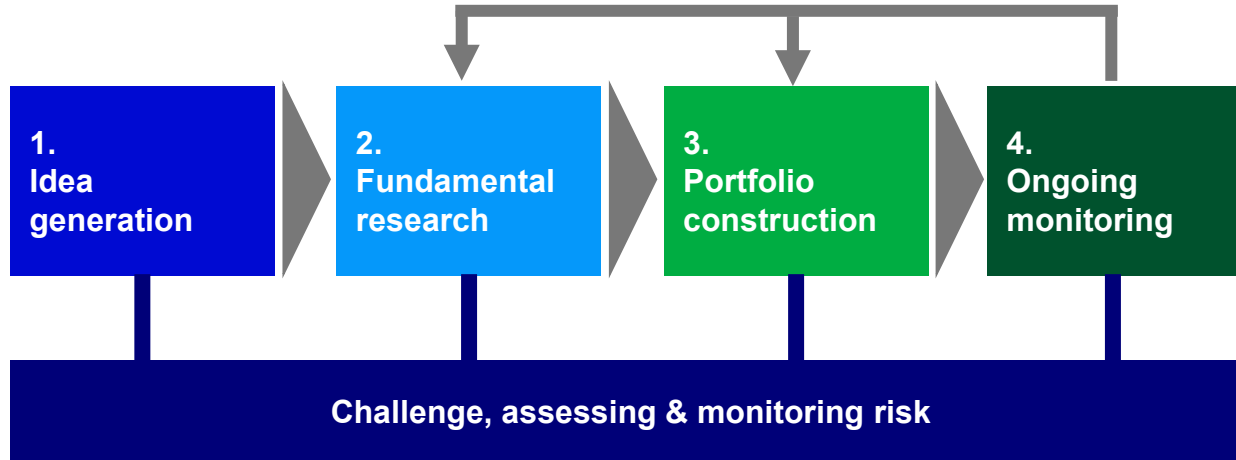 1.
Idea
generation
2.
Fundamental
research
3.
Portfolio
construction
4.
Ongoing
monitoring
Challenge, assessing & monitoring risk